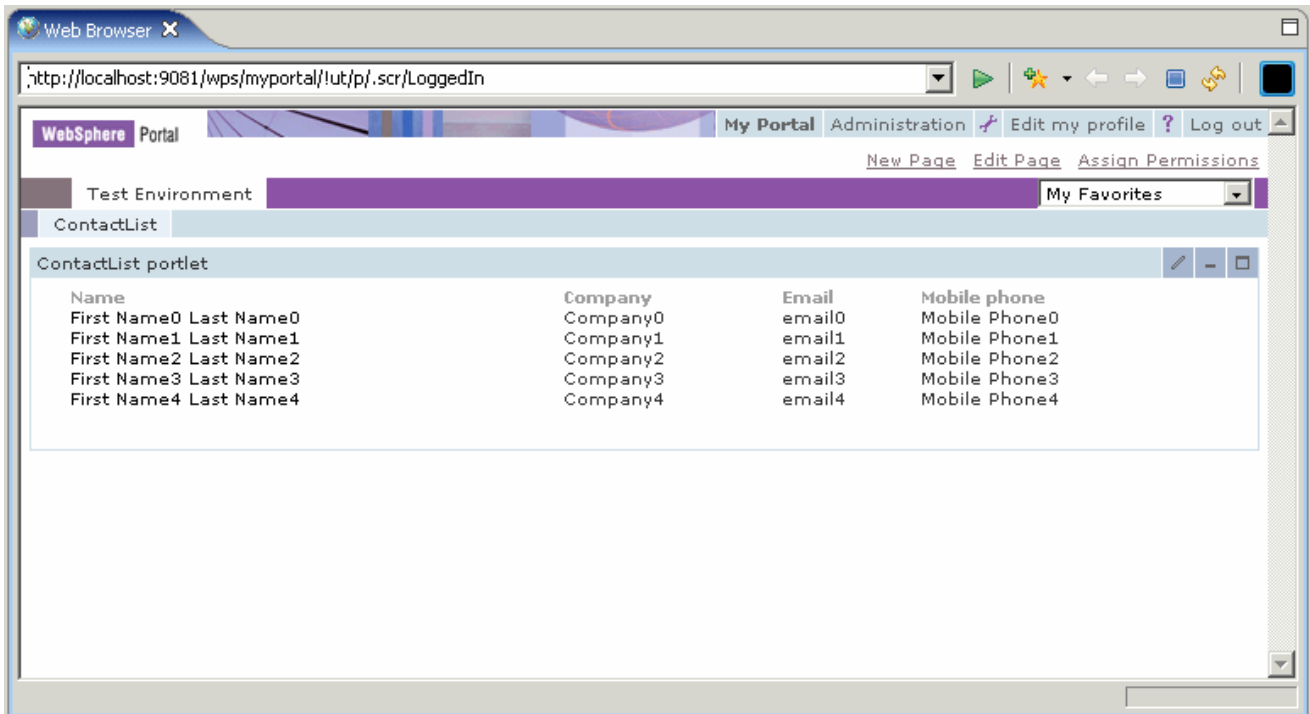 Web Browser
http://localhost:9081/wps/myportal/!ut/p/.scr/LoggedIn
WebSphere Portal
My Portal Administration Edit my profile ? Log out
New Page Edit Page Assign Permissions
Test Environment My Favorites
ContactList
ContactList portlet
Name Company Email Mobile phone
First Name0 Last Name0 Company0 email0 Mobile Phone0
First Name1 Last Name1 Company1 email1 Mobile Phone1
First Name2 Last Name2 Company2 email2 Mobile Phone2
First Name3 Last Name3 Company3 email3 Mobile Phone3
First Name4 Last Name4 Company4 email4 Mobile Phone4